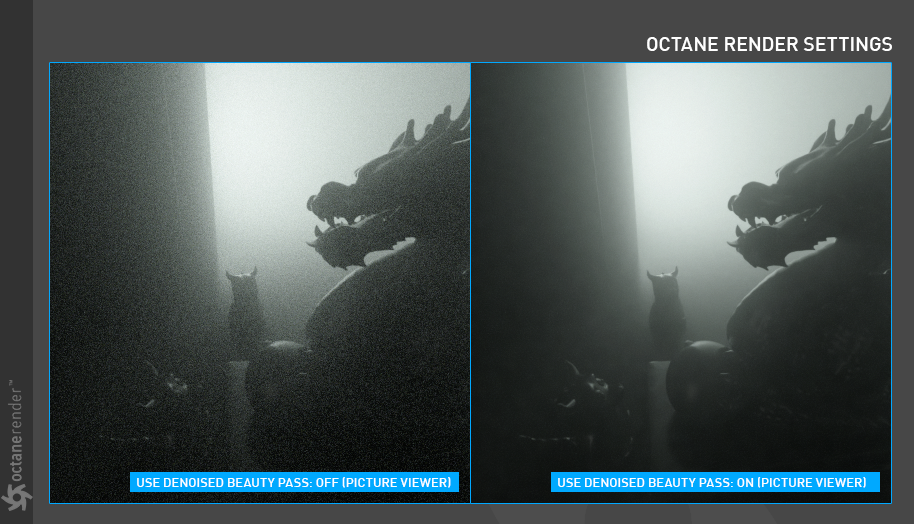 OCTANE RENDER SETTINGS
USE DENOISED BEAUTY PASS: OFF (PICTURE VIEWER)
USE DENOISED BEAUTY PASS: ON (PICTURE VIEWER)
octanerender™